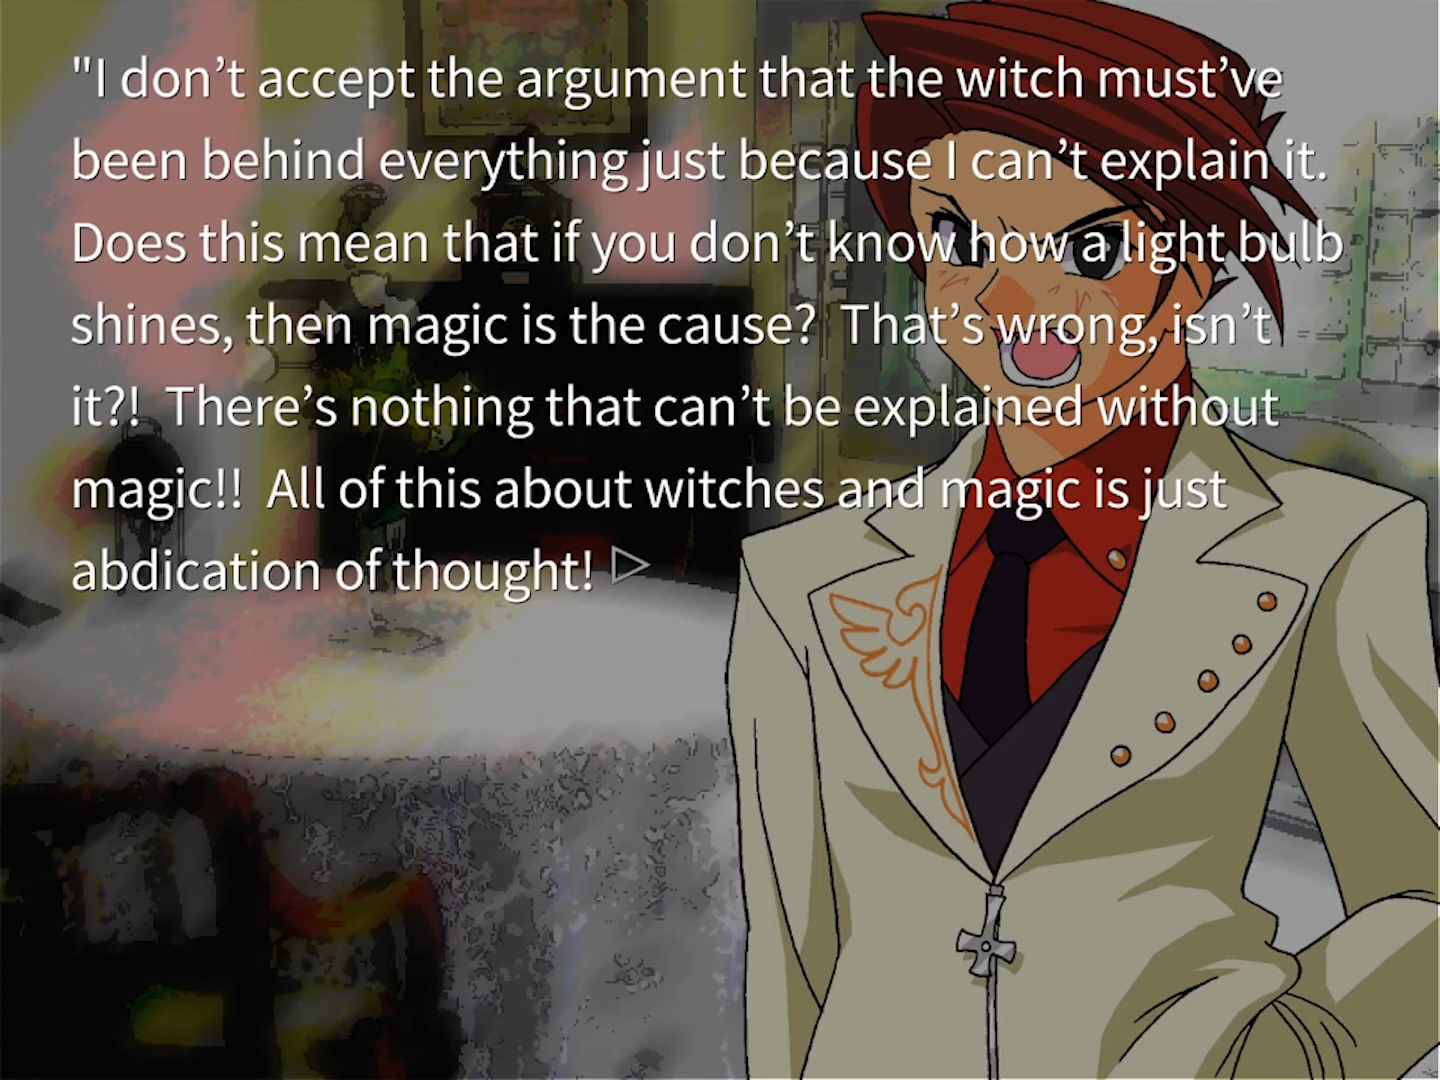 "I don’t accept the argument that the witch must’ve
been behind everything just because I can’t explain it.
Does this mean that if you don’t know how a light bulb
shines, then magic is the cause?  That’s wrong, isn’t
it?!  There’s nothing that can’t be explained without
magic!!  All of this about witches and magic is just
abdication of thought!